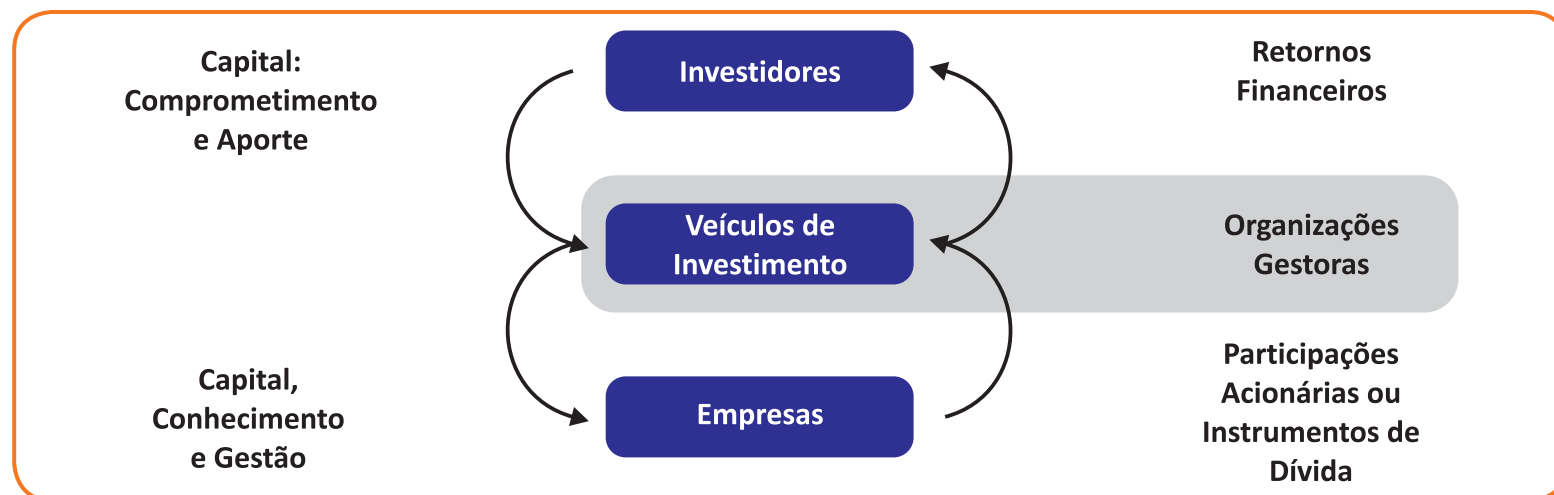 Capital:
Comprometimento
e Aporte
Investidores
Retornos
Financeiros
Veículos de
Investimento
Organizações
Gestoras
Capital,
Conhecimento
e Gestão
Empresas
Participações
Acionárias ou
Instrumentos de
Dívida